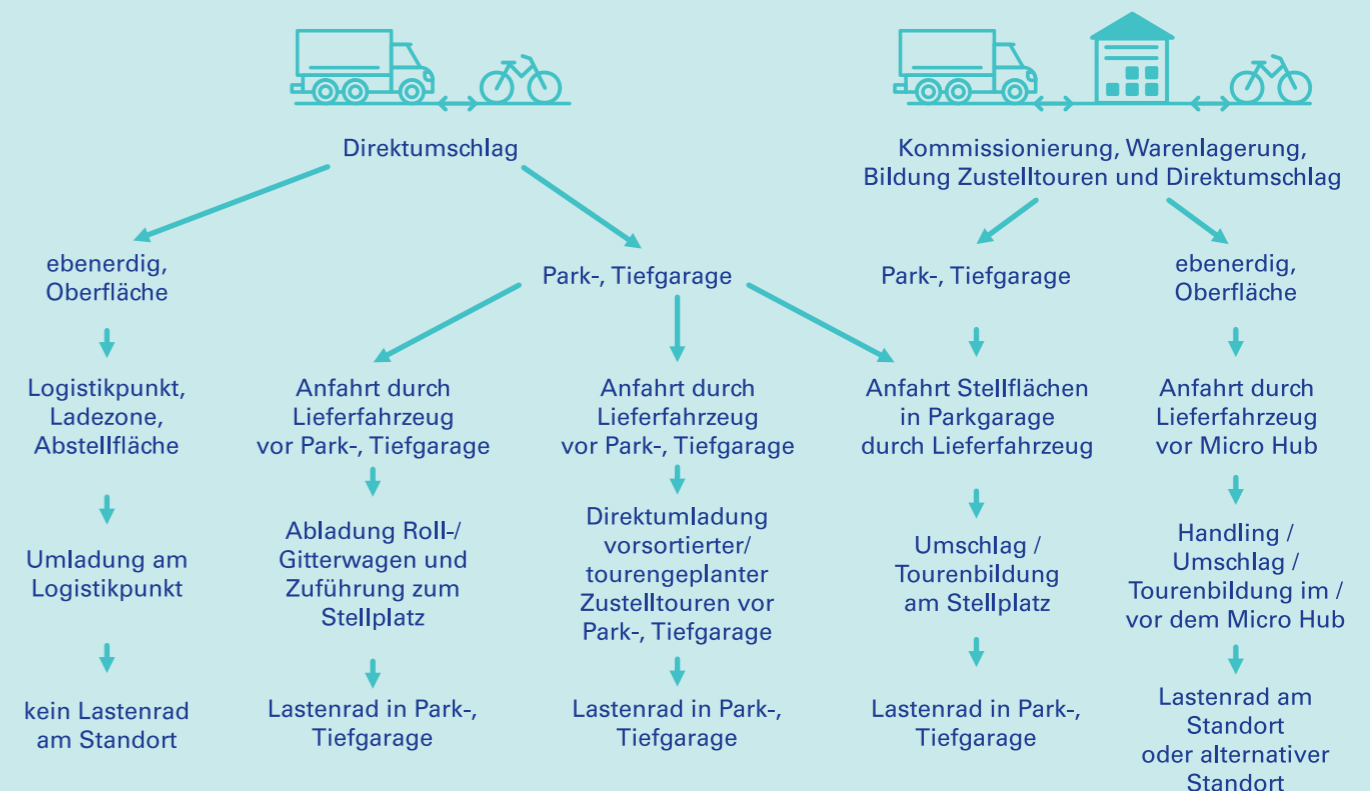 Direktumschlag
Kommissionierung, Warenlagerung,
Bildung Zustelltouren und Direktumschlag
ebenerdig,
Oberfläche
Park-, Tiefgarage
Park-, Tiefgarage
ebenerdig,
Oberfläche
Logistikpunkt,
Ladezone,
Abstellfläche
Anfahrt durch
Lieferfahrzeug
vor Park-, Tiefgarage
Anfahrt durch
Lieferfahrzeug
vor Park-, Tiefgarage
Anfahrt Stellflächen
in Parkgarage
durch Lieferfahrzeug
Anfahrt durch
Lieferfahrzeug
vor Micro Hub
Umladung am
Logistikpunkt
Abladung Roll-/
Gitterwagen und
Zuführung zum
Stellplatz
Direktumladung
vorsortierter/
tourengeplanter
Zustelltouren vor
Park-, Tiefgarage
Umschlag /
Tourenbildung
am Stellplatz
Handling /
Umschlag /
Tourenbildung im /
vor dem Micro Hub
kein Lastenrad
am Standort
Lastenrad in Park-,
Tiefgarage
Lastenrad in Park-,
Tiefgarage
Lastenrad in Park-,
Tiefgarage
Lastenrad am
Standort
oder alternativer
Standort